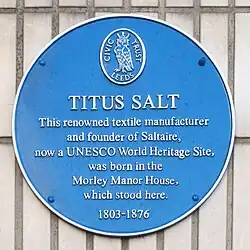 CIVIC TRUST
LEEDS
TITUS SALT
This renowned textile manufacturer
and founder of Saltaire,
now a UNESCO World Heritage Site,
was born in the
Morley Manor House,
which stood here.
1803-1876